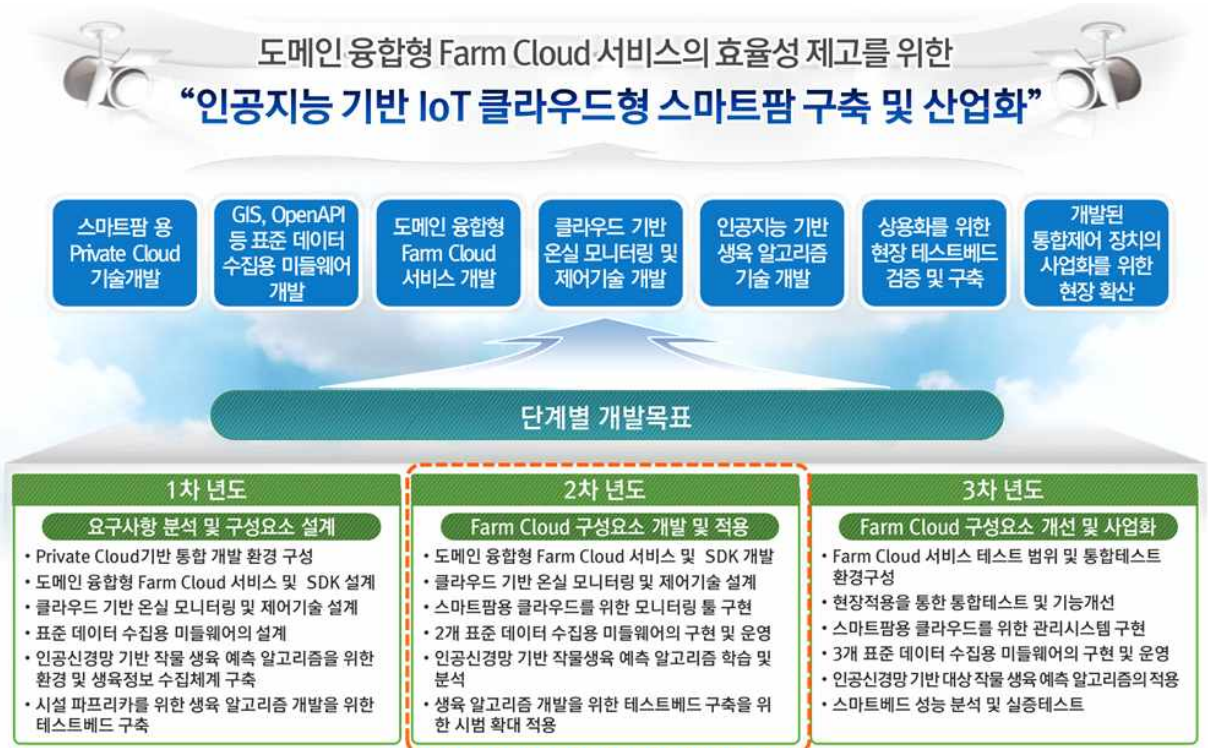 도메인 융합형 Farm Cloud 서비스의 효율성 제고를 위한
“인공지능 기반 IoT 클라우드형 스마트팜 구축 및 산업화”
스마트팜 용
Private Cloud
기술개발
GIS, OpenAPI
등 표준 데이터
수집용 미들웨어
개발
도메인 융합형
Farm Cloud
서비스 개발
클라우드 기반
온실 모니터링 및
제어기술 개발
인공지능 기반
생육 알고리즘
기술 개발
상용화를 위한
현장 테스트베드
검증 및 구축
개발된
통합제어 장치의
사업화를 위한
현장 확산
단계별 개발목표
1차 년도
요구사항 분석 및 구성요소 설계
• Private Cloud기반 통합 개발 환경 구성
• 도메인 융합형 Farm Cloud 서비스 및 SDK 설계
• 클라우드 기반 온실 모니터링 및 제어기술 설계
• 표준 데이터 수집용 미들웨어의 설계
• 인공신경망 기반 작물 생육 예측 알고리즘을 위한
환경 및 생육정보 수집체계 구축
• 시설 파프리카를 위한 생육 알고리즘 개발을 위한
테스트베드 구축
2차 년도
Farm Cloud 구성요소 개발 및 적용
• 도메인 융합형 Farm Cloud 서비스 및 SDK 개발
• 클라우드 기반 온실 모니터링 및 제어기술 설계
• 스마트팜용 클라우드를 위한 모니터링 툴 구현
• 2개 표준 데이터 수집용 미들웨어의 구현 및 운영
• 인공신경망 기반 작물생육 예측 알고리즘 학습 및
분석
• 생육 알고리즘 개발을 위한 테스트베드 구축을 위
한 시범 확대 적용
3차 년도
Farm Cloud 구성요소 개선 및 사업화
• Farm Cloud 서비스 테스트 범위 및 통합테스트
환경구성
• 현장적용을 통한 통합테스트 및 기능개선
• 스마트팜용 클라우드를 위한 관리시스템 구현
• 3개 표준 데이터 수집용 미들웨어의 구현 및 운영
• 인공신경망 기반 대상 작물 생육 예측 알고리즘의 적용
• 스마트베드 성능 분석 및 실증테스트